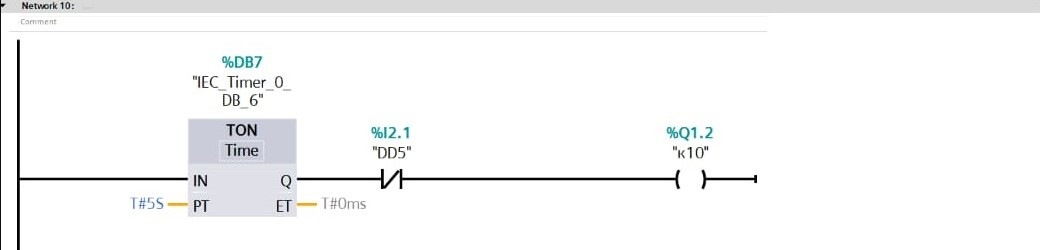 Network 10: ...
Comment
%DB7
"IEC_Timer_0_
DB_6"
TON
Time
%I2.1
"DD5"
%Q1.2
"к10"
IN Q
T#5S PT ET T#0ms